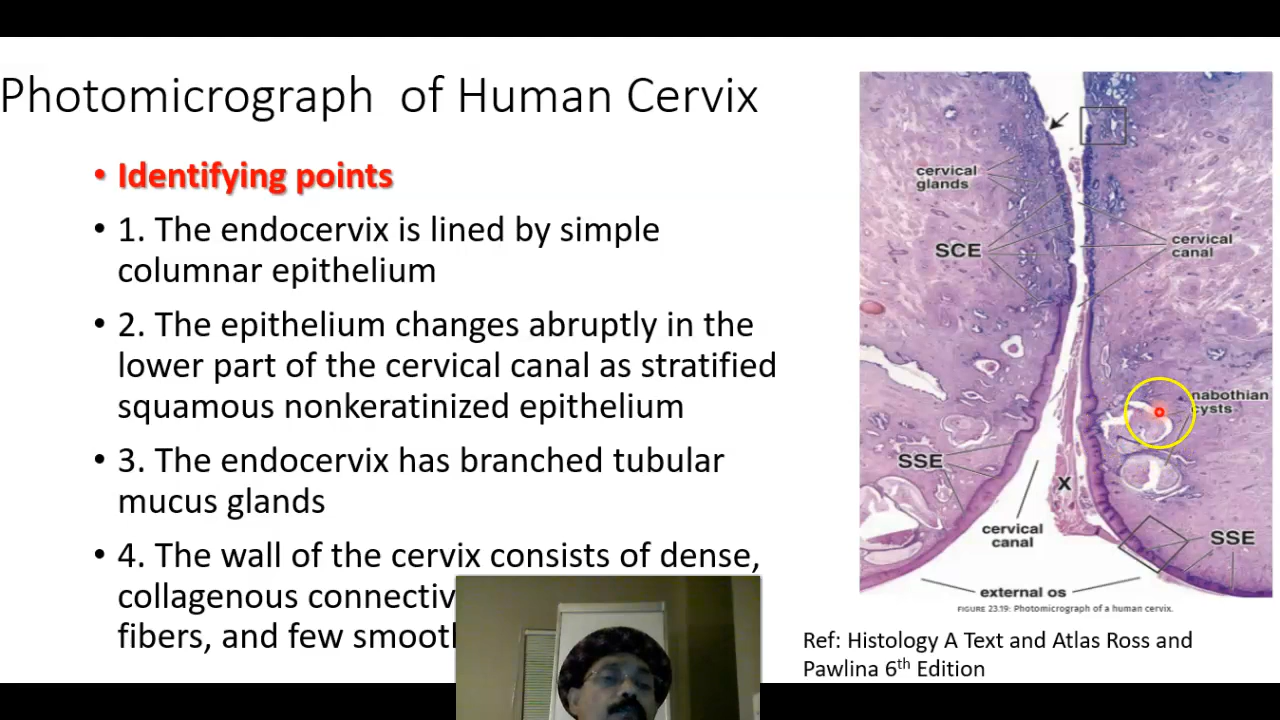 Photomicrograph of Human Cervix
• Identifying points
• 1. The endocervix is lined by simple
columnar epithelium
• 2. The epithelium changes abruptly in the
lower part of the cervical canal as stratified
squamous nonkeratinized epithelium
• 3. The endocervix has branched tubular
mucus glands
• 4. The wall of the cervix consists of dense,
collagenous
fibers, and few
cervical
glands
SCE
cervical
canal
nabothian
cysts
SSE
X
cervical
canal
SSE
external os
FIGURE 23.19: Photomicrograph of a human cervix.
Ref: Histology A Text and Atlas Ross and
Pawlina 6th Edition